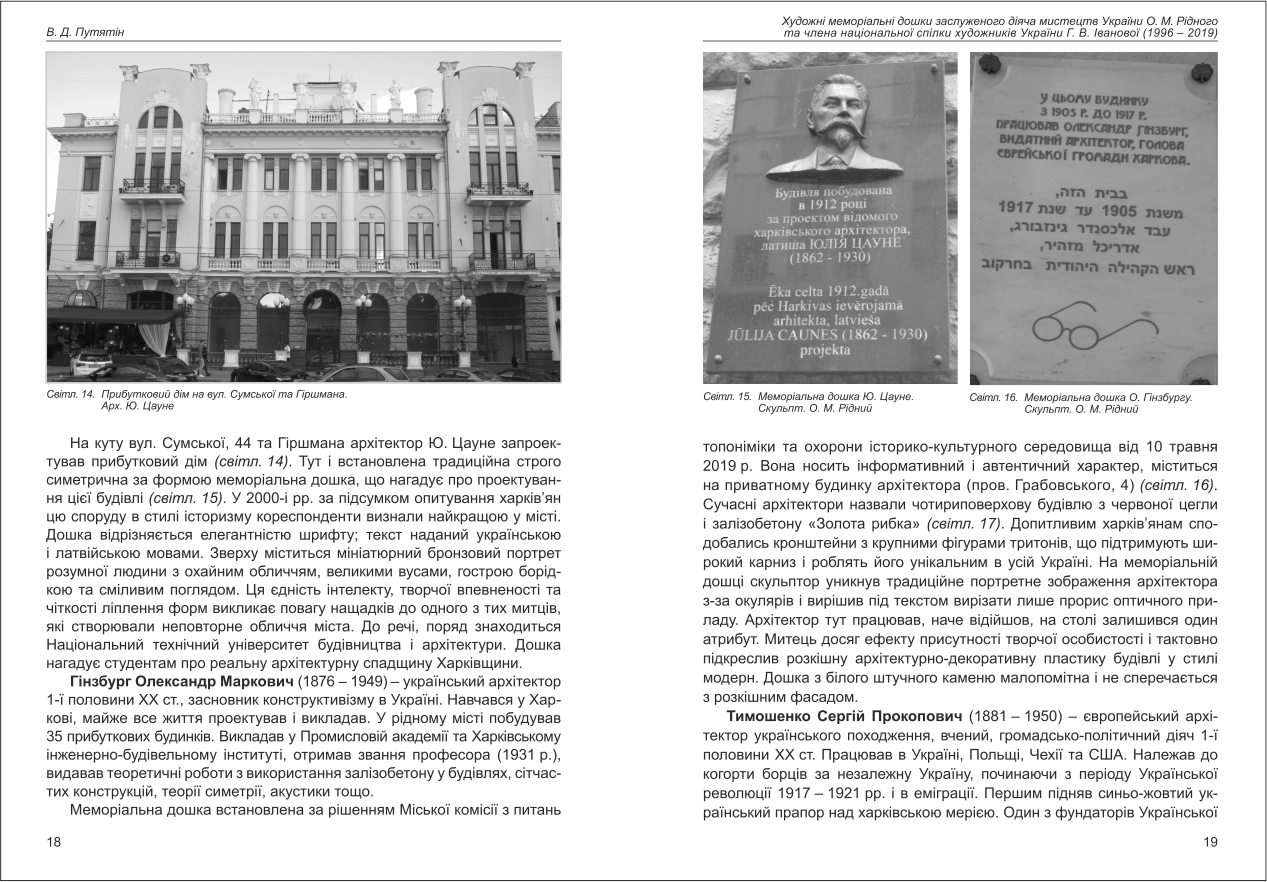 В. Д. Путятін
Світл. 14. Прибутковий дім на вул. Сумської та Гіршмана.
Арх. Ю. Цауне
На куту вул. Сумської, 44 та Гіршмана архітектор Ю. Цауне запроек-
тував прибутковий дім (світл. 14). Тут і встановлена традиційна строго
симетрична за формою меморіальна дошка, що нагадує про проектуван-
ня цієї будівлі (світл. 15). У 2000-і рр. за підсумком опитування харків’ян
цю споруду в стилі історизму кореспонденти визнали найкращою у місті.
Дошка відрізняється елегантністю шрифту; текст наданий українською
і латвійською мовами. Зверху міститься мініатюрний бронзовий портрет
розумної людини з охайним обличчям, великими вусами, гострою борід-
кою та сміливим поглядом. Ця єдність інтелекту, творчої впевненості та
чіткості ліплення форм викликає повагу нащадків до одного з тих митців,
які створювали неповторне обличчя міста. До речі, поряд знаходиться
Національний технічний університет будівництва і архітектури. Дошка
нагадує студентам про реальну архітектурну спадщину Харківщини.
Гінзбург Олександр Маркович (1876 – 1949) – український архітектор
1-ї половини ХХ ст., засновник конструктивізму в Україні. Навчався у Хар-
кові, майже все життя проектував і викладав. У рідному місті побудував
35 прибуткових будинків. Викладав у Промисловій академії та Харківському
інженерно-будівельному інституті, отримав звання професора (1931 р.),
видавав теоретичні роботи з використання залізобетону у будівлях, сітчас-
тих конструкцій, теорії симетрії, акустики тощо.
Меморіальна дошка встановлена за рішенням Міської комісії з питань
18
Художні меморіальні дошки заслуженого діяча мистецтв України О. М. Рідного
та члена національної спілки художників України Г. В. Іванової (1996 – 2019)
Будівля побудована
в 1912 році
за проектом відомого
харківського архітектора,
латиша ЮЛІЯ ЦАУНЕ
(1862 - 1930)
Ēka celta 1912.gadā
pēc Harkivas ievērojamā
arhitekta, latvieša
JŪLIJA CAUNES (1862 - 1930)
projekta
У ЦЬОМУ БУДИНКУ
З 1905 Р. ДО 1917 Р.
ПРАЦЮВАВ ОЛЕКСАНДР ГІНЗБУРГ,
ВИДАТНИЙ АРХІТЕКТОР, ГОЛОВА
ЄВРЕЙСЬКОЇ ГРОМАДИ ХАРКОВА.
בבית הזה,
משנת 1905 עד שנת 1917
עבד אלכסנדר גינזבורג,
אדריכל מזהיר,
ראש הקהילה היהודית בחרקוב
Світл. 15. Меморіальна дошка Ю. Цауне.
Скульпт. О. М. Рідний
Світл. 16. Меморіальна дошка О. Гінзбургу.
Скульпт. О. М. Рідний
топоніміки та охорони історико-культурного середовища від 10 травня
2019 р. Вона носить інформативний і автентичний характер, міститься
на приватному будинку архітектора (пров. Грабовського, 4) (світл. 16).
Сучасні архітектори назвали чотириповерхову будівлю з червоної цегли
і залізобетону «Золота рибка» (світл. 17). Допитливим харків’янам спо-
добались кронштейни з крупними фігурами тритонів, що підтримують ши-
рокий карниз і роблять його унікальним в усій Україні. На меморіальній
дошці скульптор уникнув традиційне портретне зображення архітектора
з-за окулярів і вирішив під текстом вирізати лише прорис оптичного при-
ладу. Архітектор тут працював, наче відійшов, на столі залишився один
атрибут. Митець досяг ефекту присутності творчої особистості і тактовно
підкреслив розкішну архітектурно-декоративну пластику будівлі у стилі
модерн. Дошка з білого штучного каменю малопомітна і не сперечається
з розкішним фасадом.
Тимошенко Сергій Прокопович (1881 – 1950) – європейський архі-
тектор українського походження, вчений, громадсько-політичний діяч 1-ї
половини ХХ ст. Працював в Україні, Польщі, Чехії та США. Належав до
когорти борців за незалежну Україну, починаючи з періоду Української
революції 1917 – 1921 рр. і в еміграції. Першим підняв синьо-жовтий ук-
раїнський прапор над харківською мерією. Один з фундаторів Української
19